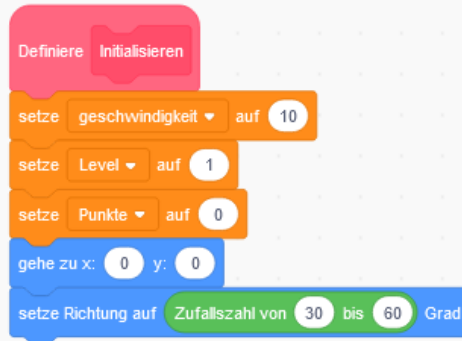 Definiere Initialisieren
setze geschwindigkeit auf 10
setze Level auf 1
setze Punkte auf 0
gehe zu x: 0 y: 0
setze Richtung auf Zufallszahl von 30 bis 60 Grad